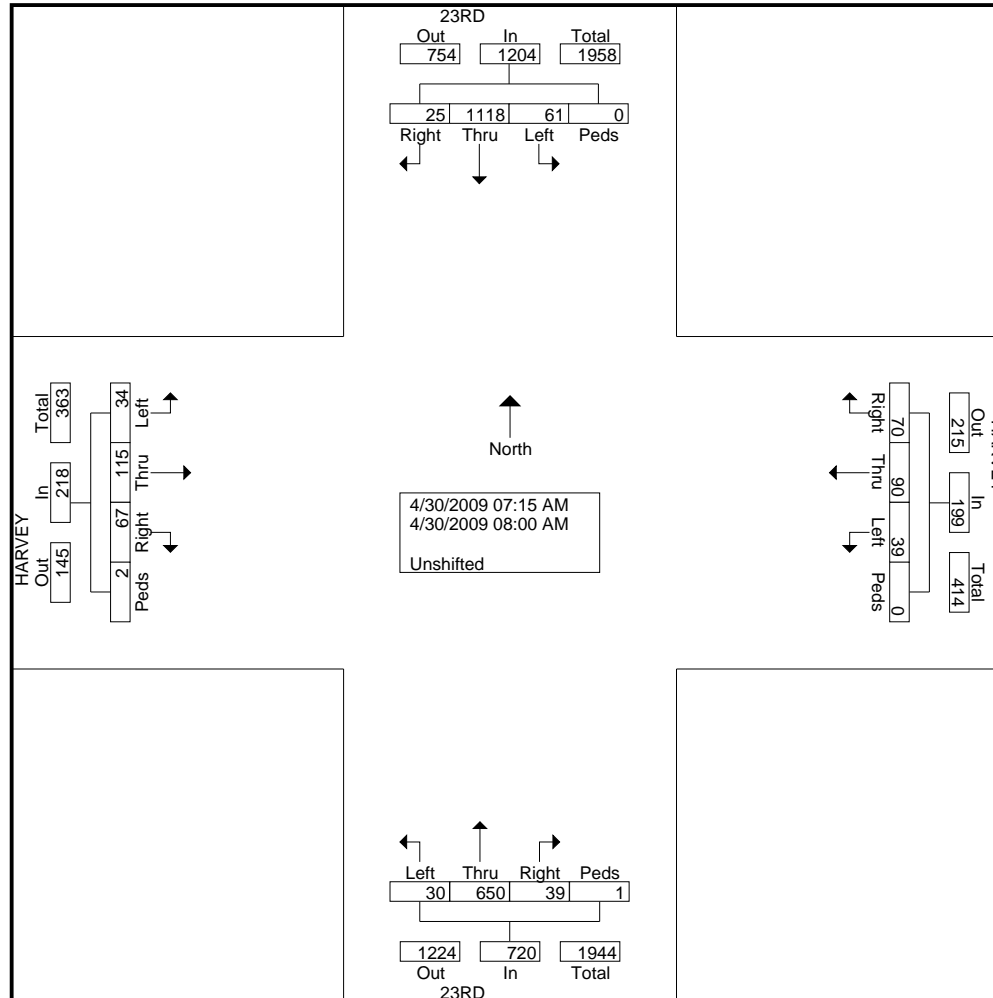 23RD
Out In Total
754 1204 1958
25 1118 61 0
Right Thru Left Peds
Total In Out
363 218 145
HARVEY
34 115 67 2
Left Thru Right Peds
North
4/30/2009 07:15 AM
4/30/2009 08:00 AM
Unshifted
Right Thru Left Peds
70 90 39 0
Out In Total
215 199 414
Left Thru Right Peds
30 650 39 1
1224 720 1944
Out In Total
23RD